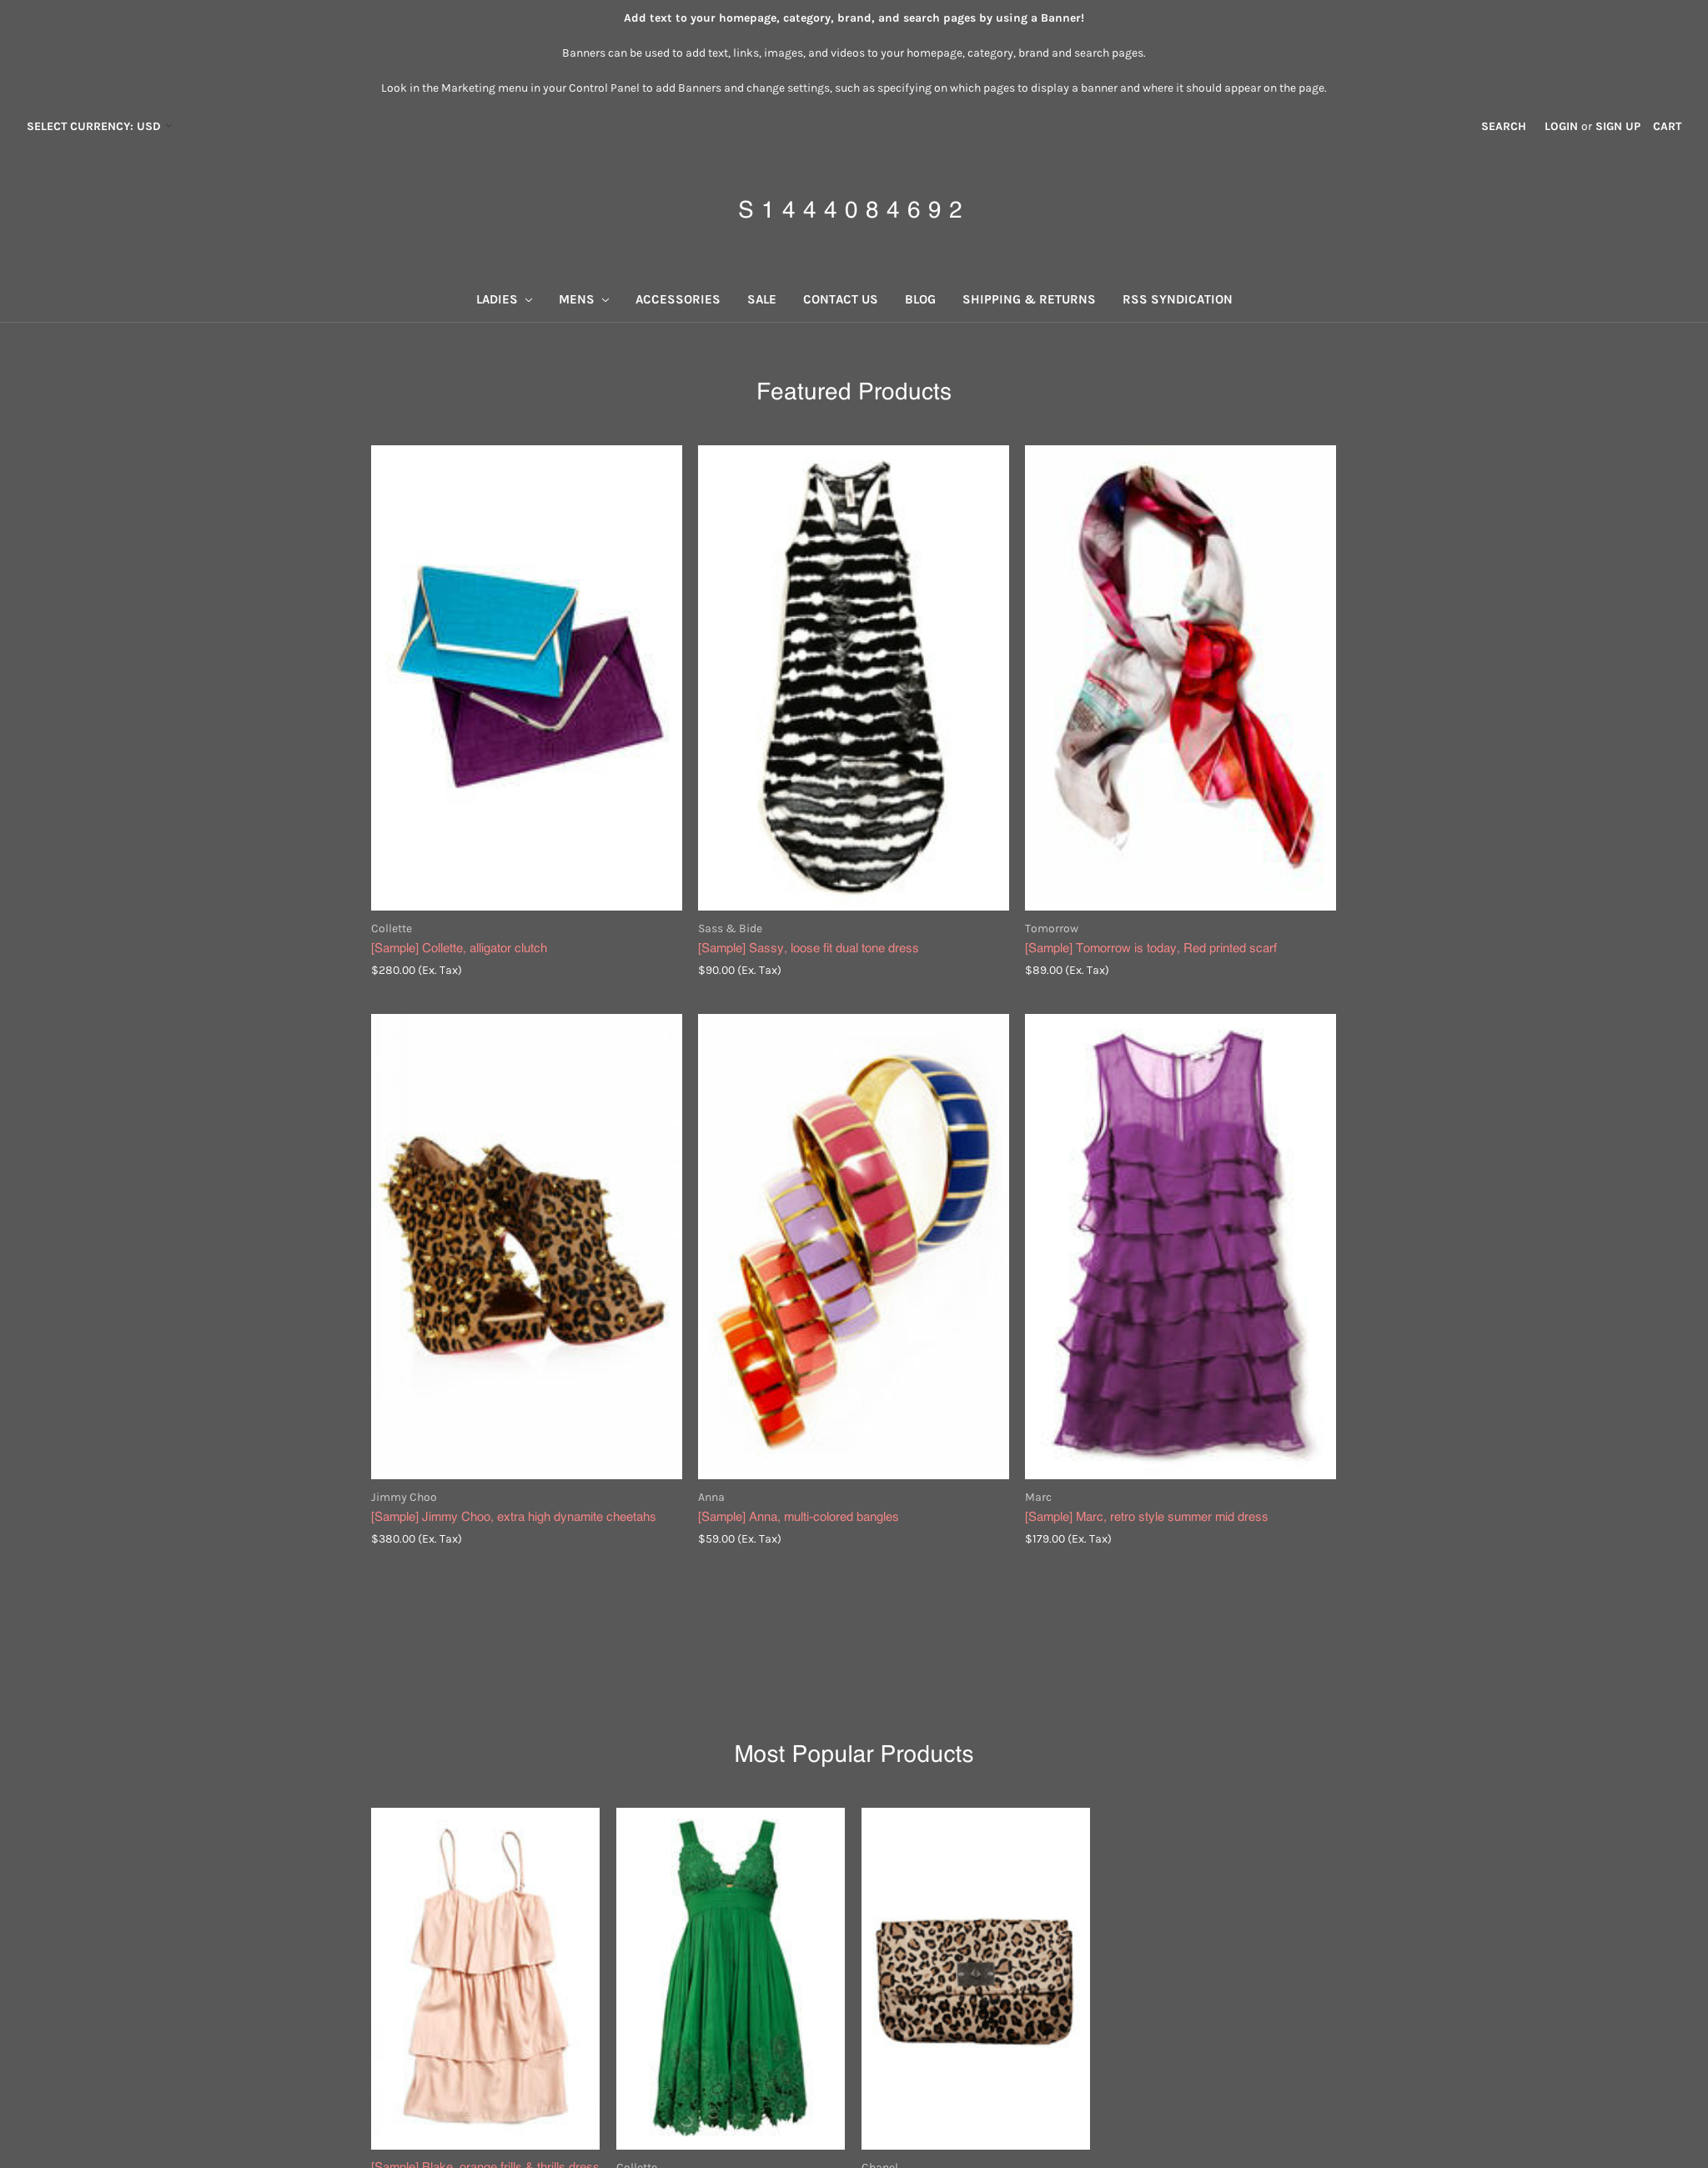 Add text to your homepage, category, brand, and search pages by using a Banner!
Banners can be used to add text, links, images, and videos to your homepage, category, brand and search pages.
Look in the Marketing menu in your Control Panel to add Banners and change settings, such as specifying on which pages to display a banner and where it should appear on the page.
SELECT CURRENCY: USD
SEARCH LOGIN or SIGN UP CART
S1444084692
LADIES MENS ACCESSORIES SALE CONTACT US BLOG SHIPPING & RETURNS RSS SYNDICATION
Featured Products
Collette
[Sample] Collette, alligator clutch
$280.00 (Ex. Tax)
Sass & Bide
[Sample] Sassy, loose fit dual tone dress
$90.00 (Ex. Tax)
Tomorrow
[Sample] Tomorrow is today, Red printed scarf
$89.00 (Ex. Tax)
Jimmy Choo
[Sample] Jimmy Choo, extra high dynamite cheetahs
$380.00 (Ex. Tax)
Anna
[Sample] Anna, multi-colored bangles
$59.00 (Ex. Tax)
Marc
[Sample] Marc, retro style summer mid dress
$179.00 (Ex. Tax)
Most Popular Products
[Sample] Blake, orange frills & thrills dress
Collette
Chanel